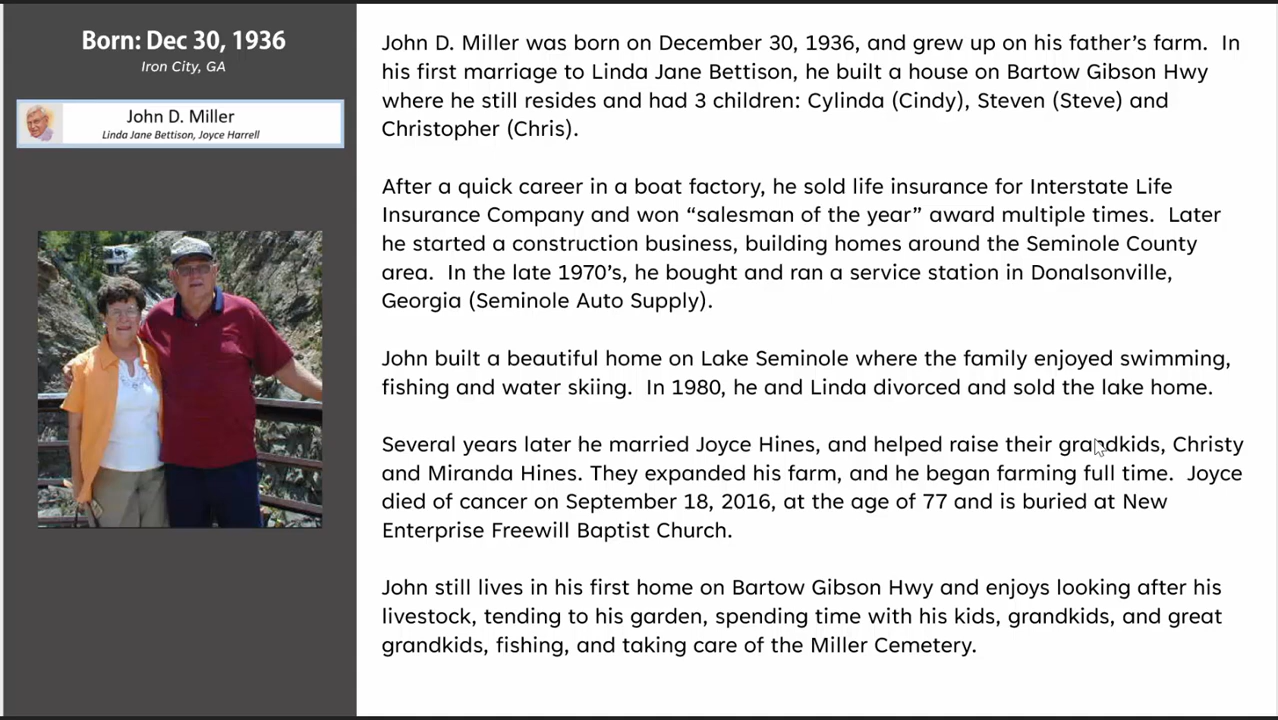 Born: Dec 30, 1936
Iron City, GA
John D. Miller
Linda Jane Bettison, Joyce Harrell
John D. Miller was born on December 30, 1936, and grew up on his father’s farm.  In
his first marriage to Linda Jane Bettison, he built a house on Bartow Gibson Hwy
where he still resides and had 3 children: Cylinda (Cindy), Steven (Steve) and
Christopher (Chris).
After a quick career in a boat factory, he sold life insurance for Interstate Life
Insurance Company and won “salesman of the year” award multiple times.  Later
he started a construction business, building homes around the Seminole County
area.  In the late 1970’s, he bought and ran a service station in Donalsonville,
Georgia (Seminole Auto Supply).
John built a beautiful home on Lake Seminole where the family enjoyed swimming,
fishing and water skiing.  In 1980, he and Linda divorced and sold the lake home.
Several years later he married Joyce Hines, and helped raise their grandkids, Christy
and Miranda Hines. They expanded his farm, and he began farming full time.  Joyce
died of cancer on September 18, 2016, at the age of 77 and is buried at New
Enterprise Freewill Baptist Church.
John still lives in his first home on Bartow Gibson Hwy and enjoys looking after his
livestock, tending to his garden, spending time with his kids, grandkids, and great
grandkids, fishing, and taking care of the Miller Cemetery.